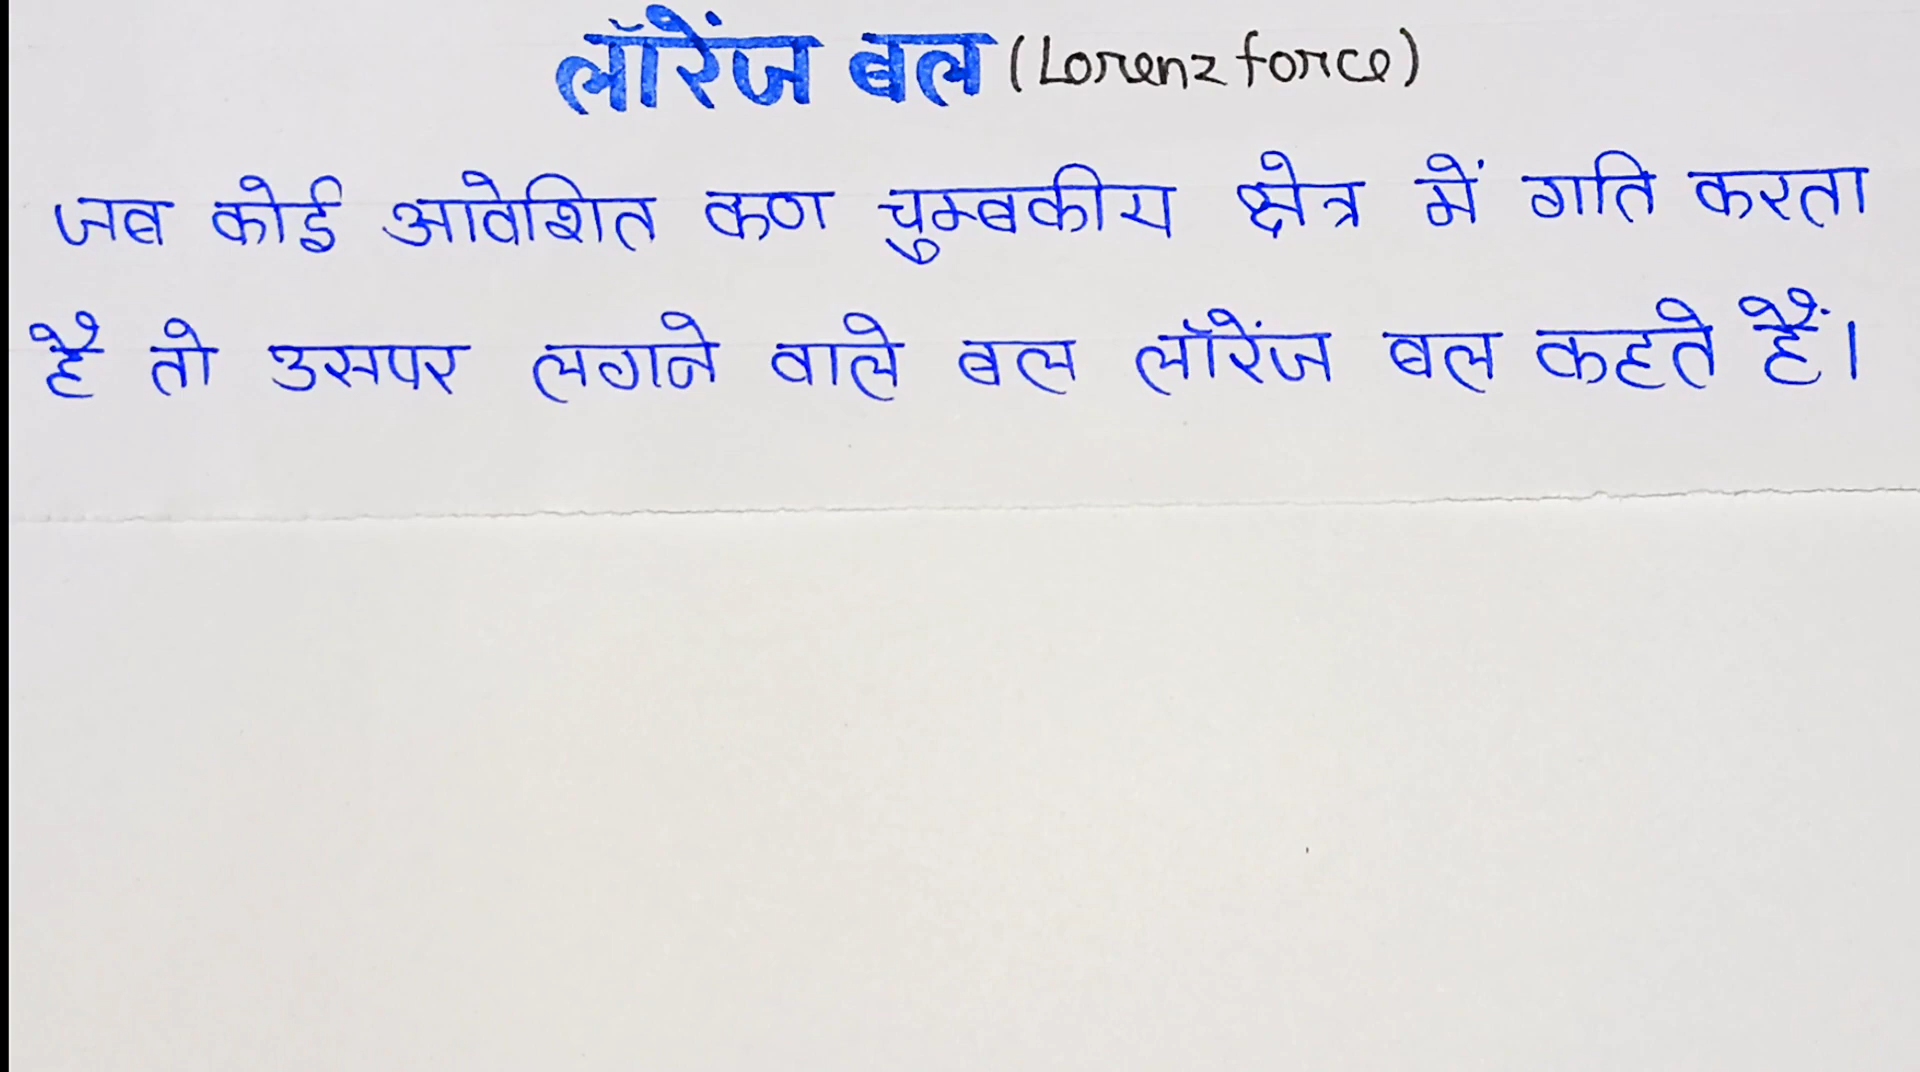 लॉरेंज बल (Lorenz force)
जब कोई आवेशित कण चुम्बकीय क्षेत्र में गति करता
है तो उसपर लगने वाले बल लॉरेंज बल कहते हैं।